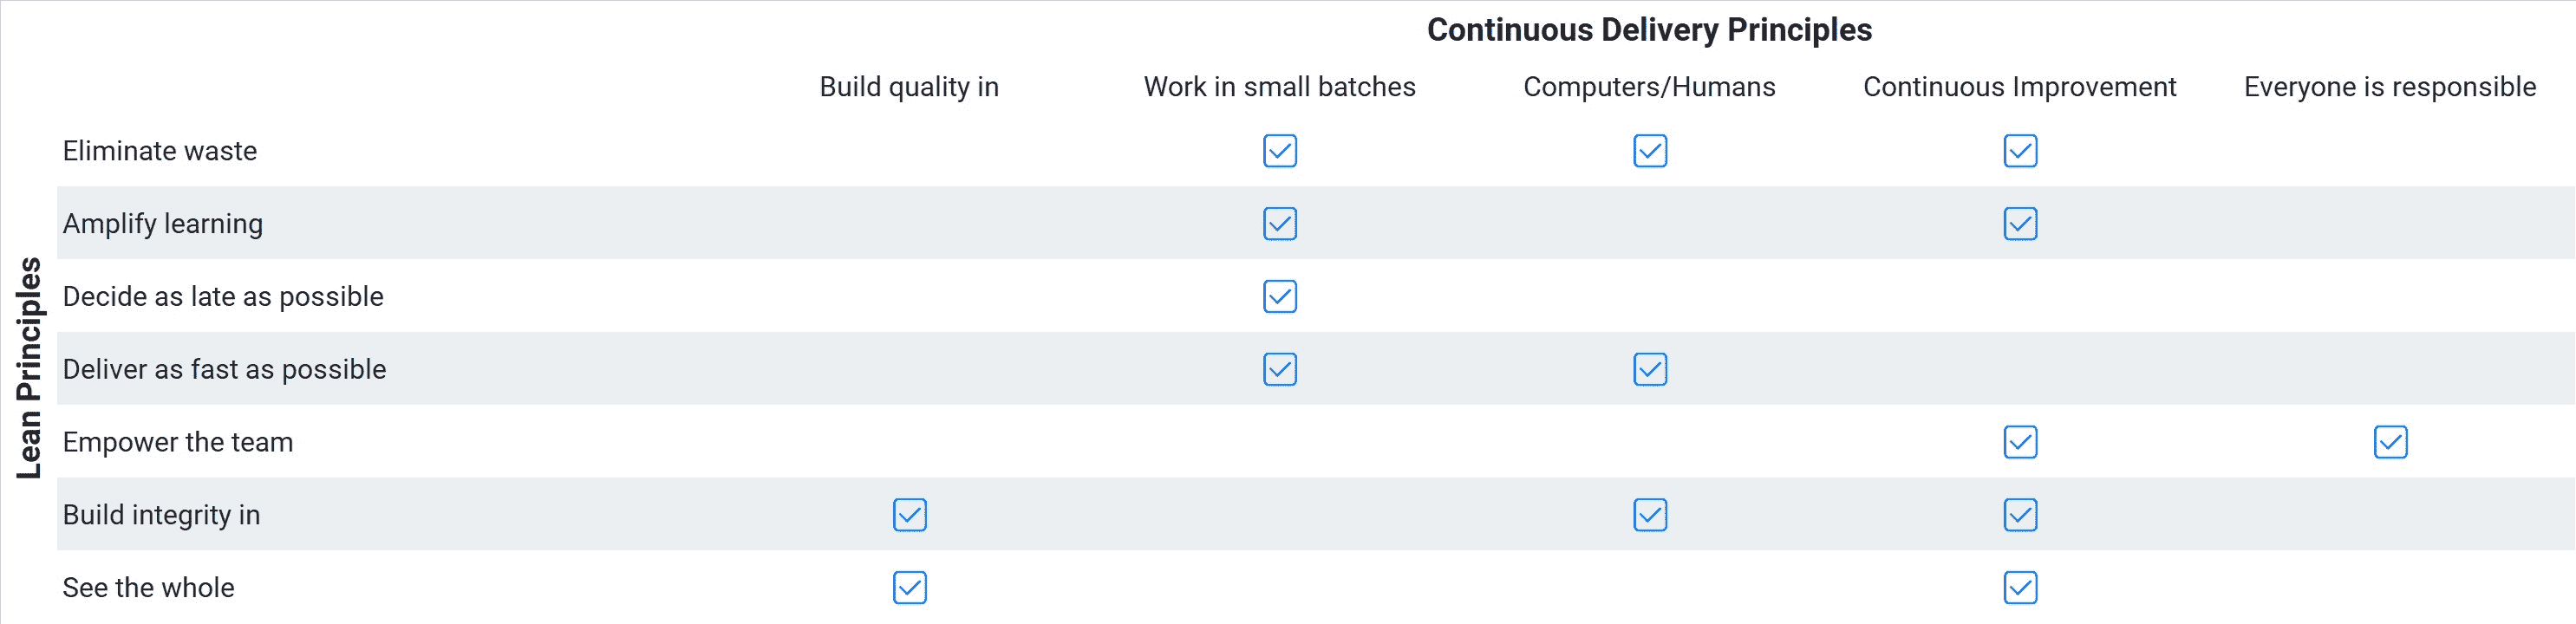 Continuous Delivery Principles
Build quality in Work in small batches Computers/Humans Continuous Improvement Everyone is responsible
Lean Principles
Eliminate waste
Amplify learning
Decide as late as possible
Deliver as fast as possible
Empower the team
Build integrity in
See the whole